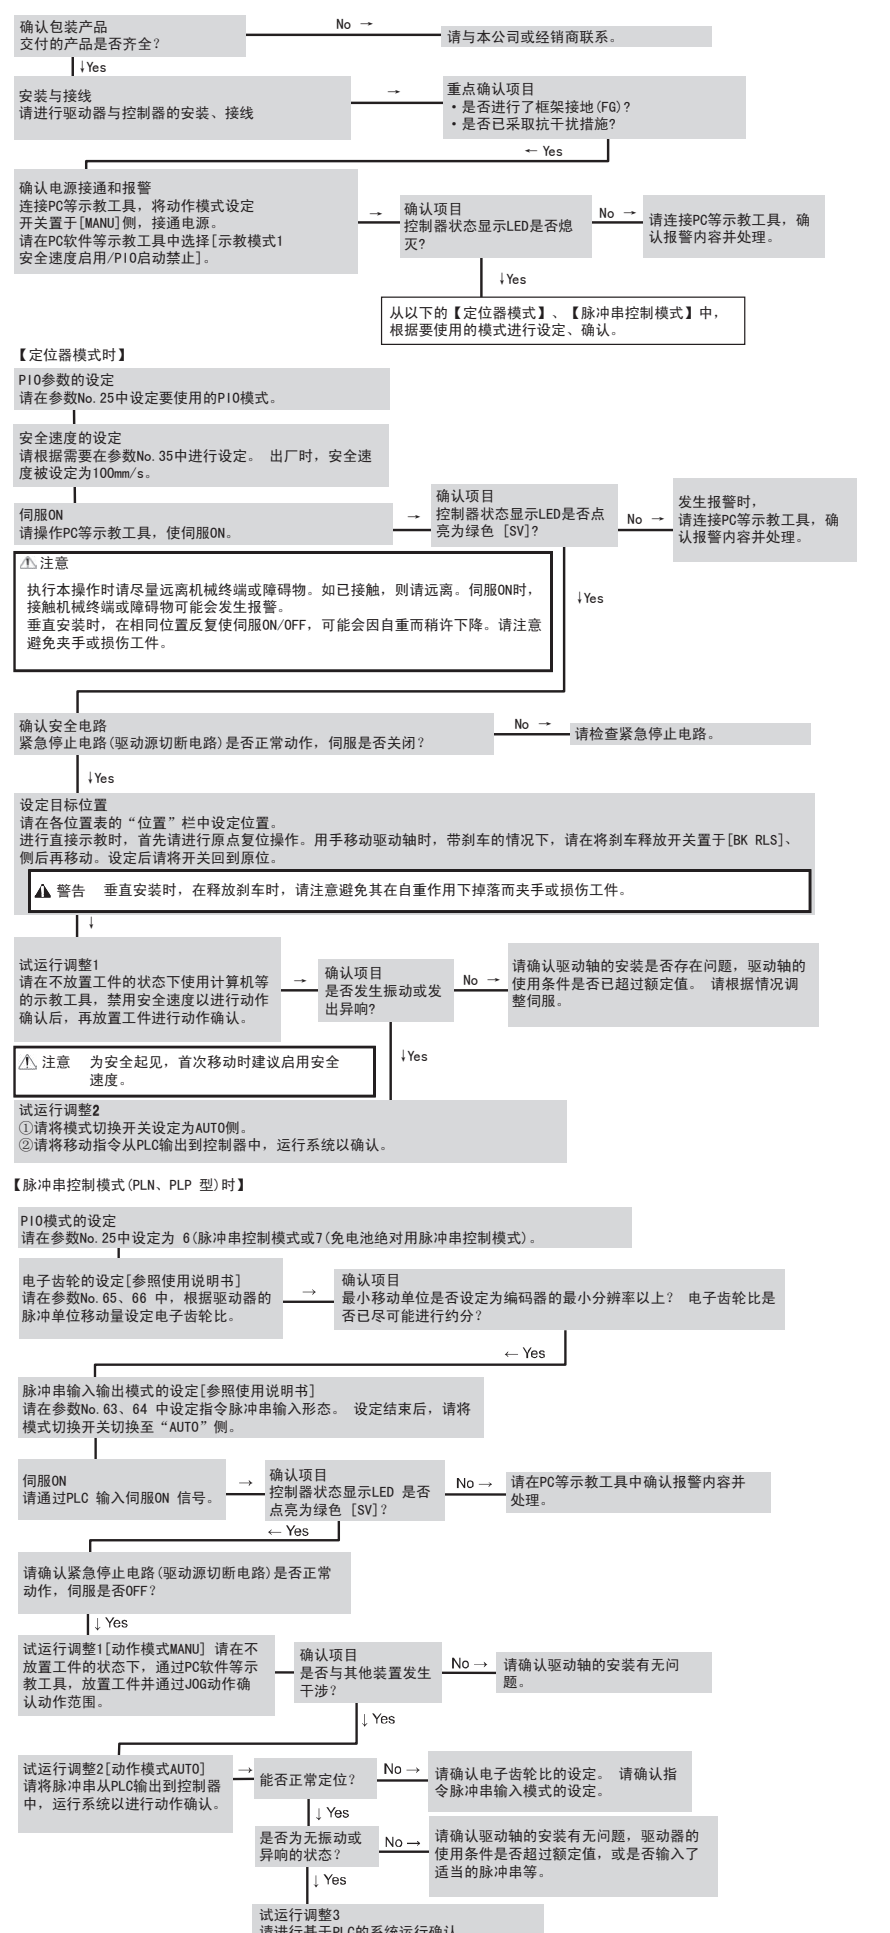 确认包装产品
交付的产品是否齐全?
No →
请与本公司或经销商联系。
↓Yes
安装与接线
请进行驱动器与控制器的安装、接线
→
重点确认项目
・是否进行了框架接地(FG)?
・是否已采取抗干扰措施?
← Yes
确认电源接通和报警
连接PC等示教工具，将动作模式设定
开关置于[MANU]侧，接通电源。
请在PC软件等示教工具中选择[示教模式1
安全速度启用/PIO启动禁止]。
→
确认项目
控制器状态显示LED是否熄
灭?
No →
请连接PC等示教工具，确
认报警内容并处理。
↓Yes
从以下的【定位器模式】、【脉冲串控制模式】中，
根据要使用的模式进行设定、确认。
【定位器模式时】
PIO参数的设定
请在参数No.25中设定要使用的PIO模式。
安全速度的设定
请根据需要在参数No.35中进行设定。 出厂时，安全速
度被设定为100mm/s。
伺服ON
请操作PC等示教工具，使伺服ON。
→
确认项目
控制器状态显示LED是否点
亮为绿色 [SV]?
No →
发生报警时，
请连接PC等示教工具，确
认报警内容并处理。
⚠注意
执行本操作时请尽量远离机械终端或障碍物。如已接触，则请远离。伺服ON时，
接触机械终端或障碍物可能会发生报警。
垂直安装时，在相同位置反复使伺服ON/OFF，可能会因自重而稍许下降。请注意
避免夹手或损伤工件。
↓Yes
确认安全电路
紧急停止电路(驱动源切断电路)是否正常动作，伺服是否关闭?
No →
请检查紧急停止电路。
↓Yes
设定目标位置
请在各位置表的“位置”栏中设定位置。
进行直接示教时，首先请进行原点复位操作。用手移动驱动轴时，带刹车的情况下，请在将刹车释放开关置于[BK RLS]、
侧后再移动。设定后请将开关回到原位。
⚠ 警告 垂直安装时，在释放刹车时，请注意避免其在自重作用下掉落而夹手或损伤工件。
↓
试运行调整1
请在不放置工件的状态下使用计算机等
的示教工具，禁用安全速度以进行动作
确认后，再放置工件进行动作确认。
→
确认项目
是否发生振动或发
出异响?
No →
请确认驱动轴的安装是否存在问题，驱动轴的
使用条件是否已超过额定值。 请根据情况调
整伺服。
↓Yes
⚠ 注意 为安全起见，首次移动时建议启用安全
速度。
试运行调整2
①请将模式切换开关设定为AUTO侧。
②请将移动指令从PLC输出到控制器中，运行系统以确认。
【脉冲串控制模式(PLN、PLP 型)时】
PIO模式的设定
请在参数No.25中设定为 6(脉冲串控制模式或7(免电池绝对用脉冲串控制模式)。
电子齿轮的设定[参照使用说明书]
请在参数No.65、66 中，根据驱动器的
脉冲单位移动量设定电子齿轮比。
→
确认项目
最小移动单位是否设定为编码器的最小分辨率以上? 电子齿轮比是
否已尽可能进行约分?
← Yes
脉冲串输入输出模式的设定[参照使用说明书]
请在参数No.63、64 中设定指令脉冲串输入形态。 设定结束后，请将
模式切换开关切换至“AUTO”侧。
伺服ON
请通过PLC 输入伺服ON 信号。
→
确认项目
控制器状态显示LED 是否
点亮为绿色 [SV]?
No →
请在PC等示教工具中确认报警内容并
处理。
← Yes
请确认紧急停止电路(驱动源切断电路)是否正常
动作，伺服是否OFF?
↓ Yes
试运行调整1[动作模式MANU] 请在不
放置工件的状态下，通过PC软件等示
教工具，放置工件并通过JOG动作确
认动作范围。
确认项目
是否与其他装置发生
干涉?
No →
请确认驱动轴的安装有无问
题。
↓ Yes
试运行调整2[动作模式AUTO]
请将脉冲串从PLC输出到控制器
中，运行系统以进行动作确认。
→
能否正常定位?
No →
请确认电子齿轮比的设定。 请确认指
令脉冲串输入模式的设定。
↓ Yes
是否为无振动或
异响的状态?
No →
请确认驱动轴的安装有无问题，驱动器的
使用条件是否超过额定值，或是否输入了
适当的脉冲串等。
↓ Yes
试运行调整3
请进行基于PLC的系统运行确认